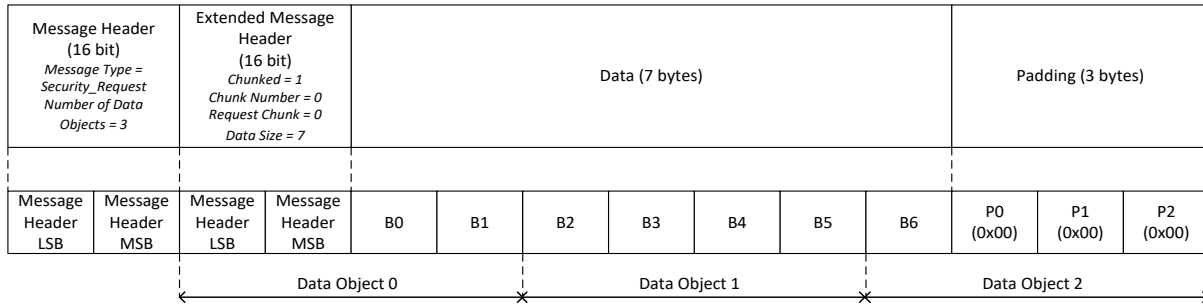 Message Header
(16 bit)
Message Type =
Security_Request
Number of Data
Objects = 3
Extended Message
Header
(16 bit)
Chunked = 1
Chunk Number = 0
Request Chunk = 0
Data Size = 7
Data (7 bytes)
Padding (3 bytes)
Message
Header
LSB
Message
Header
MSB
Message
Header
LSB
Message
Header
MSB
B0
B1
B2
B3
B4
B5
B6
P0
(0x00)
P1
(0x00)
P2
(0x00)
Data Object 0
Data Object 1
Data Object 2